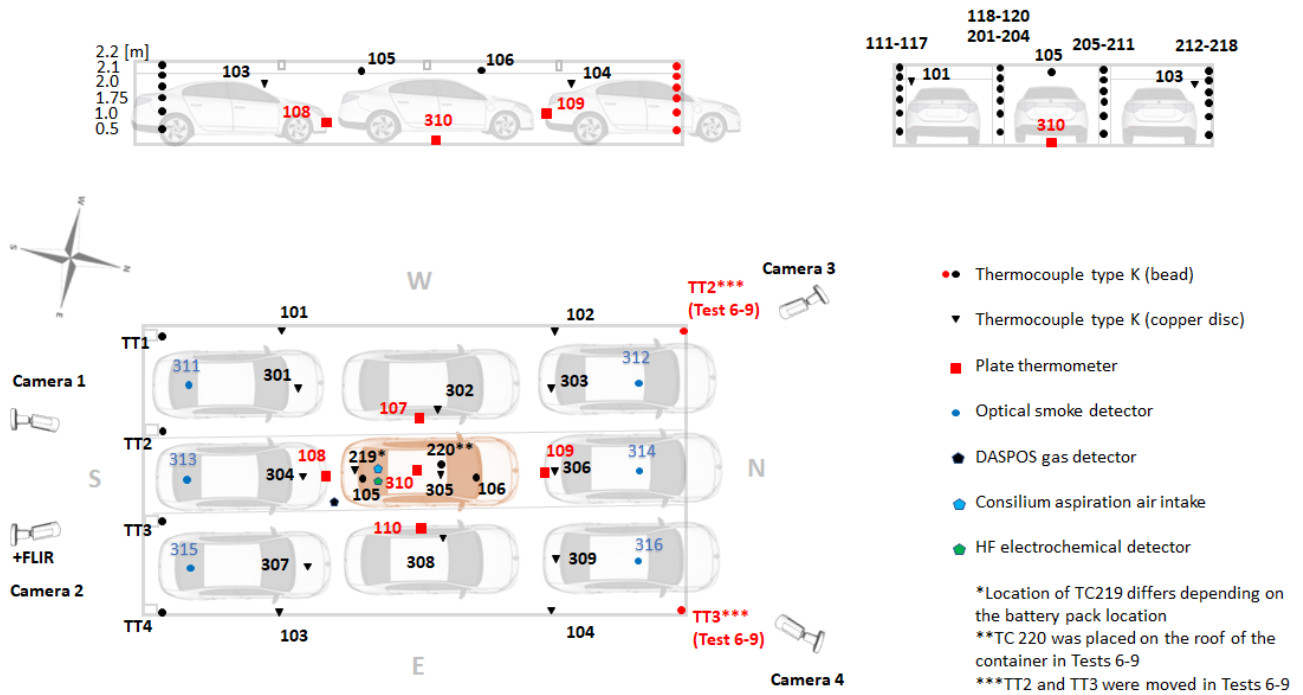 2.2 [m]
2.1
2.0
1.75
1.0
0.5
103
105
106
104
108
310
109
118-120
201-204
111-117
105
205-211
212-218
101
103
310
W
S
N
E
W
Camera 3
TT2***
(Test 6-9)
101
102
TT1
311
301
302
303
312
Camera 1
107
TT2
S
313
304
108
219*
220**
310
105
305
106
109
306
314
N
TT3
110
+FLIR
Camera 2
315
307
308
309
316
TT4
103
104
TT3***
(Test 6-9)
E
Camera 4
Thermocouple type K (bead)
Thermocouple type K (copper disc)
Plate thermometer
Optical smoke detector
DASPOS gas detector
Consilium aspiration air intake
HF electrochemical detector
*Location of TC219 differs depending on
the battery pack location
**TC 220 was placed on the roof of the
container in Tests 6-9
***TT2 and TT3 were moved in Tests 6-9